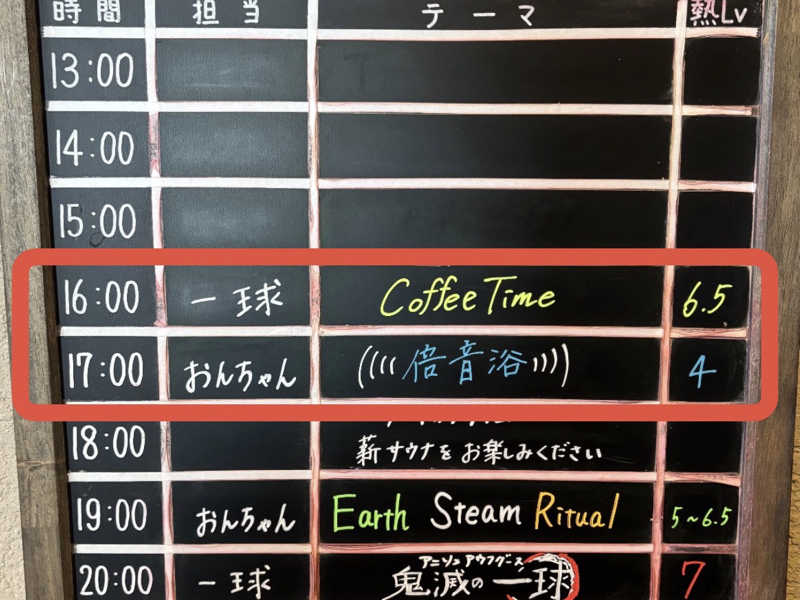 時間 担当 テーマ 熱Lv
13:00
14:00
15:00
16:00 一球 Coffee Time 6.5
17:00 おんちゃん ((((倍音浴))))
4
18:00
薪サウナをお楽しみください
19:00 おんちゃん Earth Steam Ritual 5~6.5
アニソンアウフグース
20:00 一球 鬼滅の一球 7